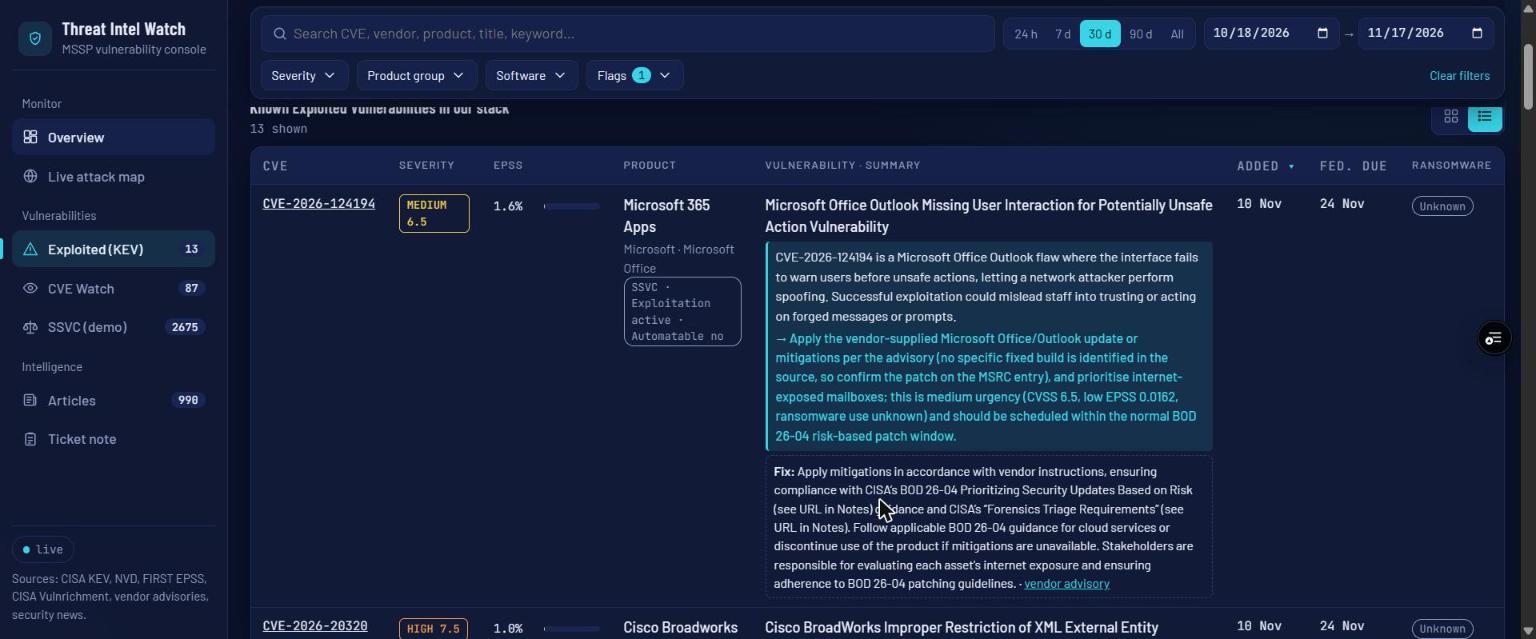 Threat Intel Watch
MSSP vulnerability console
Monitor
Overview
Live attack map
Vulnerabilities
Exploited (KEV) 13
CVE Watch 87
SSVC (demo) 2675
Intelligence
Articles 990
Ticket note
live
Sources: CISA KEV, NVD, FIRST EPSS,
CISA Vulnrichment, vendor advisories,
security news.
Search CVE, vendor, product, title, keyword...
24 h 7 d 30 d 90 d All
10/18/2026 → 11/17/2026
Severity Product group Software Flags 1
Clear filters
Known Exploited Vulnerabilities in our stack
13 shown
CVE SEVERITY EPSS PRODUCT VULNERABILITY · SUMMARY ADDED ▾ FED. DUE RANSOMWARE
CVE-2026-124194
MEDIUM
6.5
1.6%
Microsoft 365
Apps
Microsoft · Microsoft
Office
SSVC ·
Exploitation
active ·
Automatable no
Microsoft Office Outlook Missing User Interaction for Potentially Unsafe
Action Vulnerability
CVE-2026-124194 is a Microsoft Office Outlook flaw where the interface fails
to warn users before unsafe actions, letting a network attacker perform
spoofing. Successful exploitation could mislead staff into trusting or acting
on forged messages or prompts.
→ Apply the vendor-supplied Microsoft Office/Outlook update or
mitigations per the advisory (no specific fixed build is identified in the
source, so confirm the patch on the MSRC entry), and prioritise internet-
exposed mailboxes; this is medium urgency (CVSS 6.5, low EPSS 0.0162,
ransomware use unknown) and should be scheduled within the normal BOD
26-04 risk-based patch window.
Fix: Apply mitigations in accordance with vendor instructions, ensuring
compliance with CISA's BOD 26-04 Prioritizing Security Updates Based on Risk
(see URL in Notes) guidance and CISA's "Forensics Triage Requirements" (see
URL in Notes). Follow applicable BOD 26-04 guidance for cloud services or
discontinue use of the product if mitigations are unavailable. Stakeholders are
responsible for evaluating each asset's internet exposure and ensuring
adherence to BOD 26-04 patching guidelines. · vendor advisory
10 Nov
24 Nov
Unknown
CVE-2026-20320
HIGH 7.5
1.0%
Cisco Broadworks
Cisco BroadWorks Improper Restriction of XML External Entity
10 Nov
24 Nov
Unknown